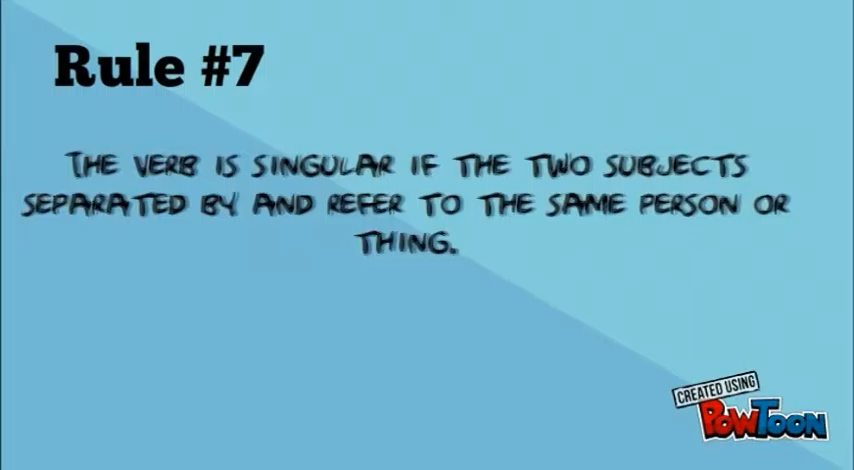 Rule #7
THE VERB IS SINGULAR IF THE TWO SUBJECTS
SEPARATED BY AND REFER TO THE SAME PERSON OR
THING.
CREATED USING
POWTOON